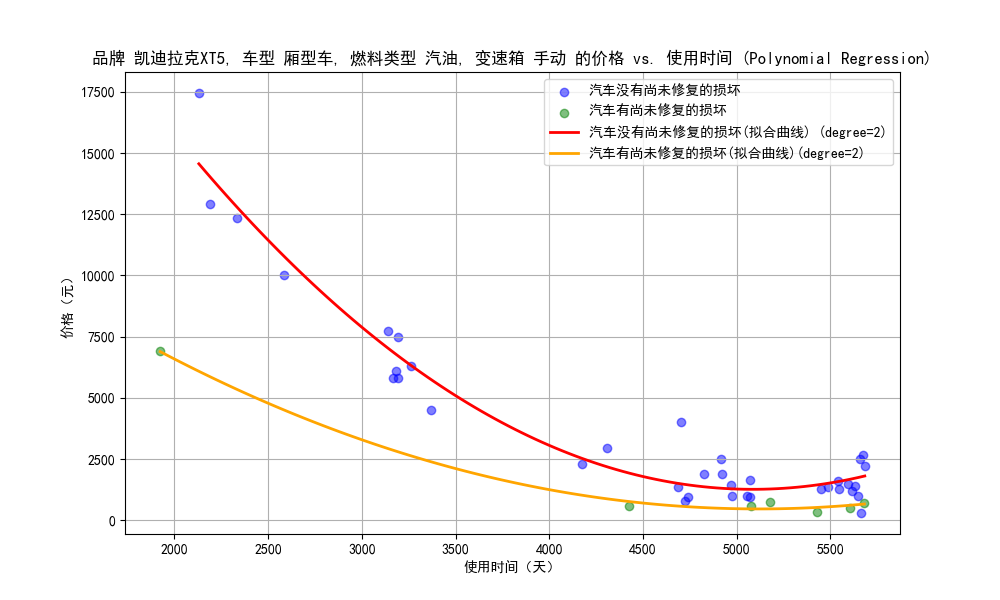 品牌 凯迪拉克XT5, 车型 厢型车, 燃料类型 汽油, 变速箱 手动 的价格 vs. 使用时间 (Polynomial Regression)
汽车没有尚未修复的损坏
汽车有尚未修复的损坏
汽车没有尚未修复的损坏(拟合曲线) (degree=2)
汽车有尚未修复的损坏(拟合曲线)(degree=2)
价格（元）
17500
15000
12500
10000
7500
5000
2500
0
2000 2500 3000 3500 4000 4500 5000 5500
使用时间（天）